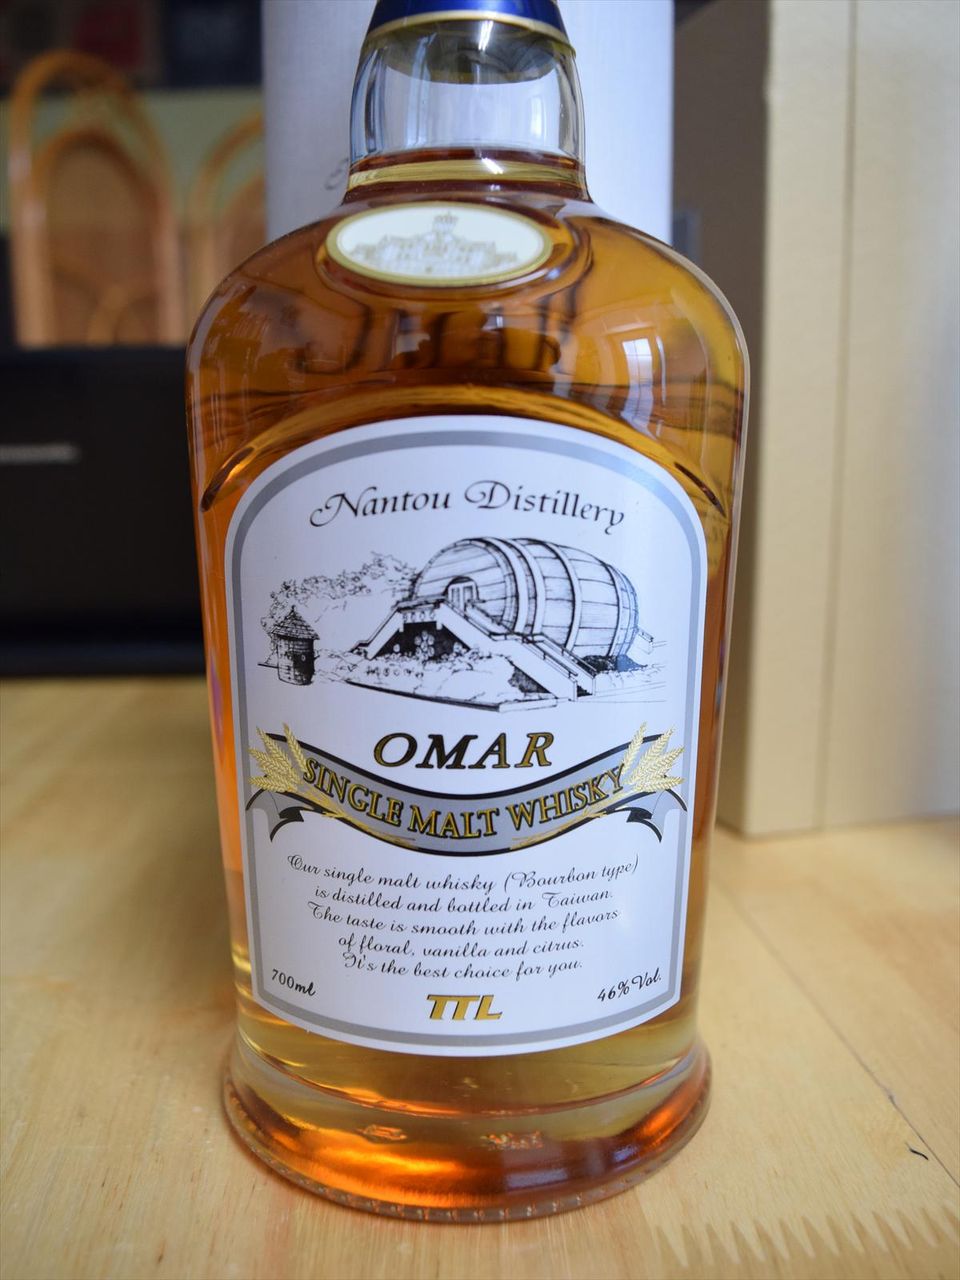 Nantou Distillery
OMAR
SINGLE MALT WHISKY
Our single malt whisky (Bourbon type)
is distilled and bottled in Taiwan.
The taste is smooth with the flavors
of floral, vanilla and citrus.
It's the best choice for you.
700ml
46% Vol.
TTL